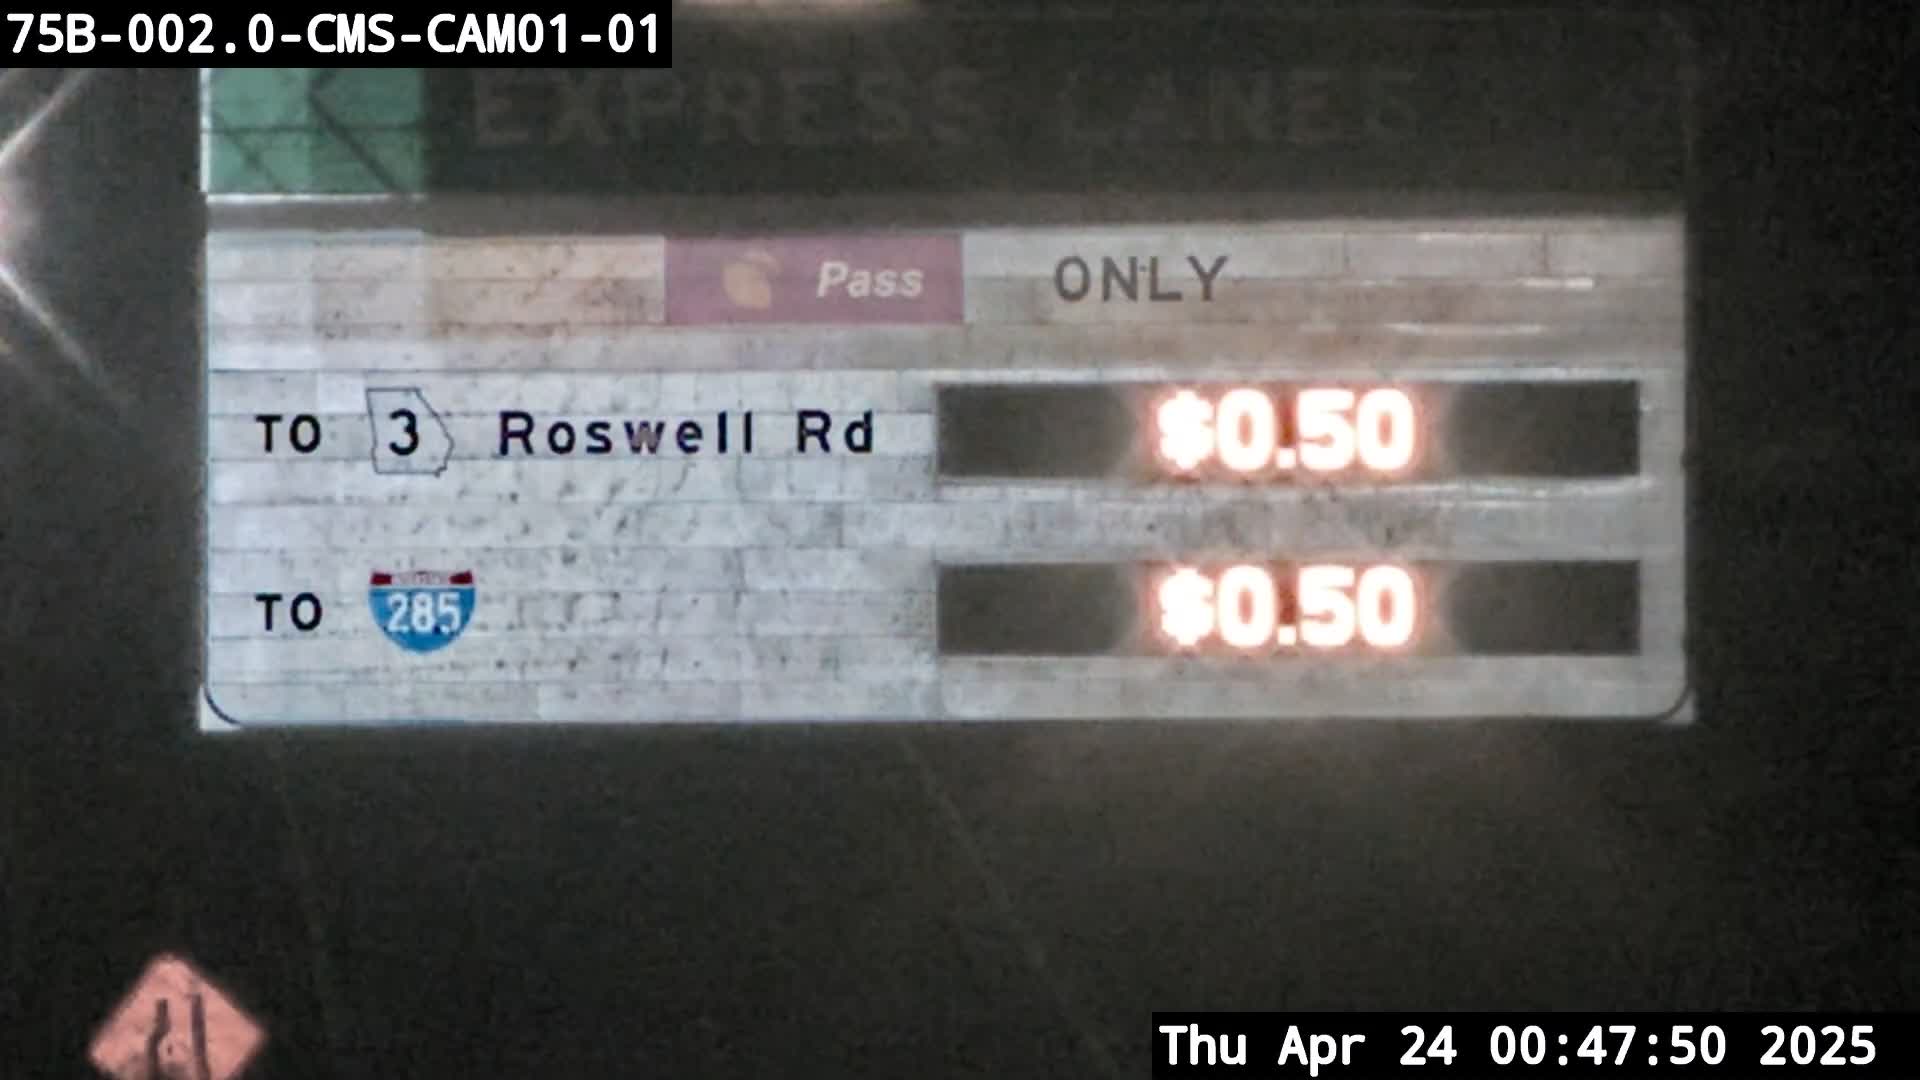 75B-002.0-CMS-CAM01-01
EXPRESS LANES
Pass ONLY
TO 3 Roswell Rd $0.50
TO 285 $0.50
Thu Apr 24 00:47:50 2025